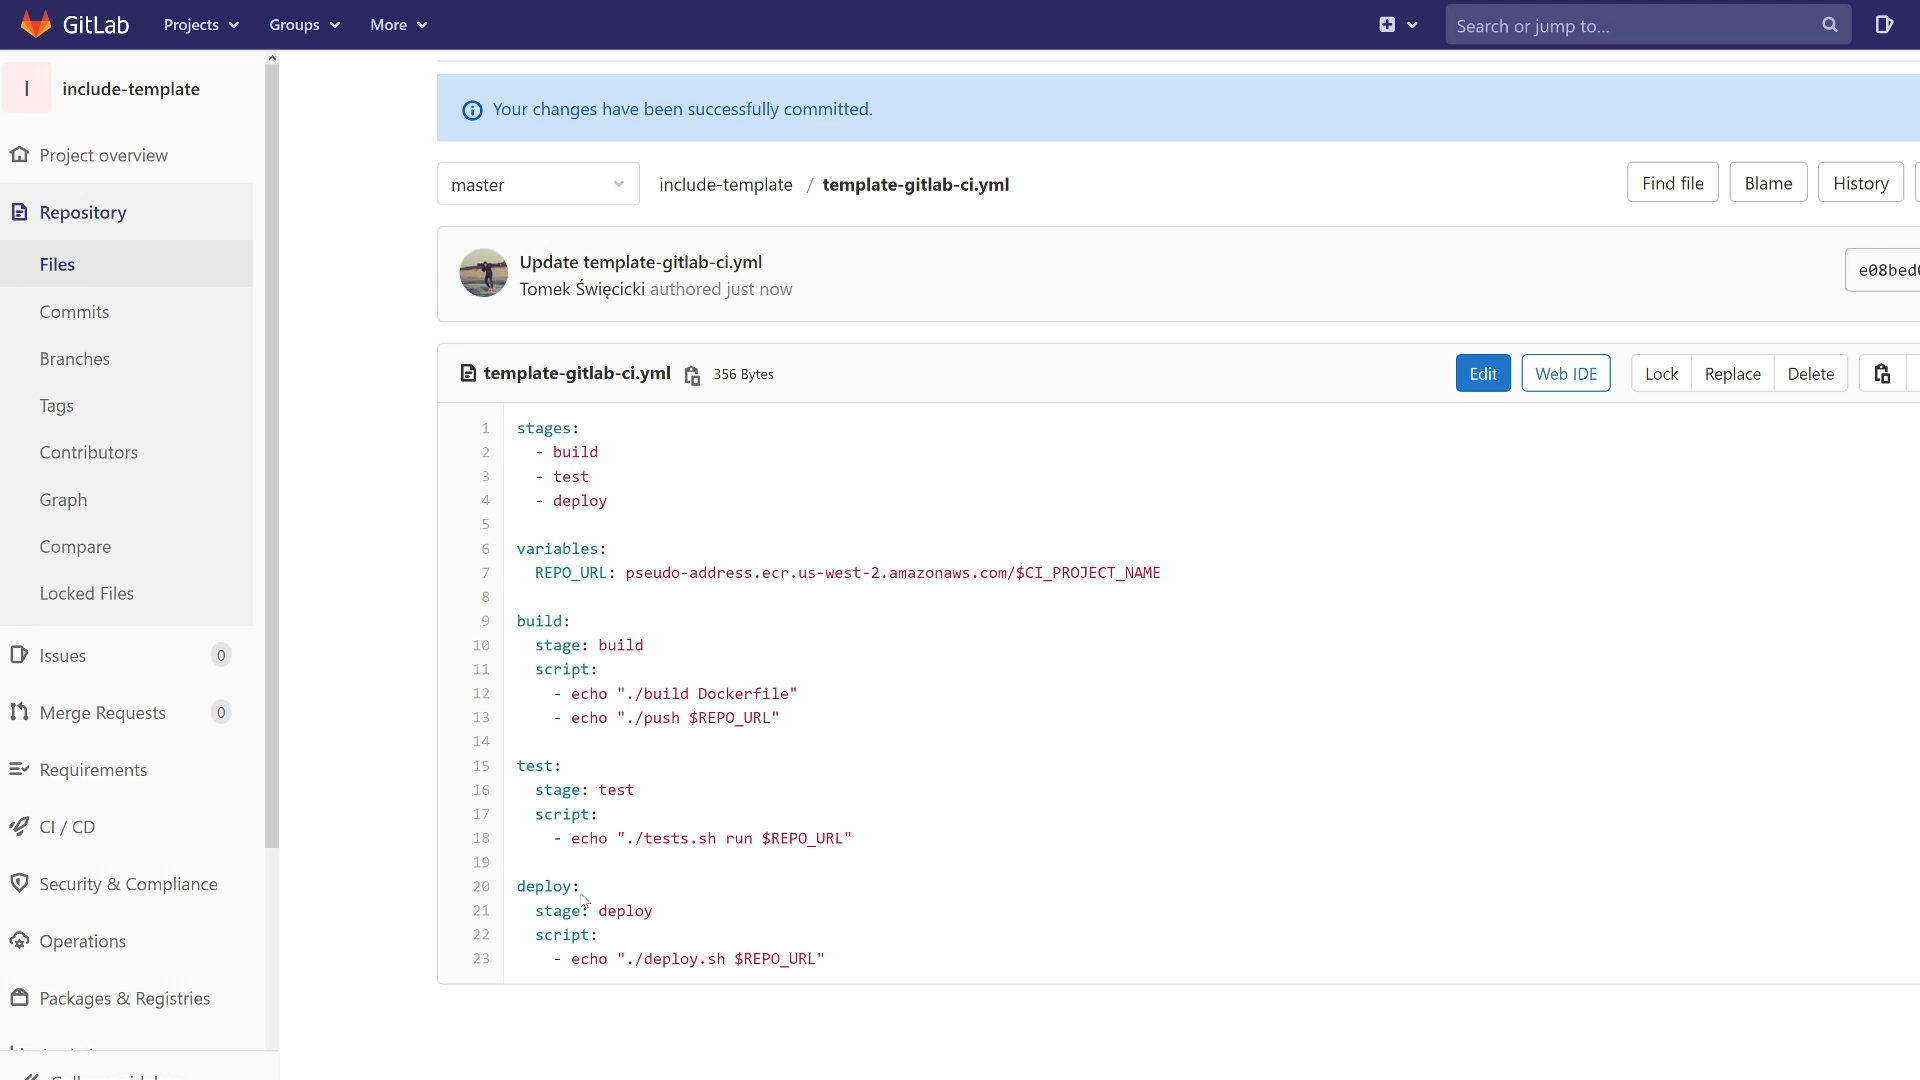 GitLab Projects Groups More Search or jump to...
I include-template
Project overview
Repository
Files
Commits
Branches
Tags
Contributors
Graph
Compare
Locked Files
Issues 0
Merge Requests 0
Requirements
CI / CD
Security & Compliance
Operations
Packages & Registries
Your changes have been successfully committed.
master include-template / template-gitlab-ci.yml Find file Blame History
Update template-gitlab-ci.yml
Tomek Święcicki authored just now
template-gitlab-ci.yml 356 Bytes Edit Web IDE Lock Replace Delete
1 stages:
2 - build
3 - test
4 - deploy
5
6 variables:
7 REPO_URL: pseudo-address.ecr.us-west-2.amazonaws.com/$CI_PROJECT_NAME
8
9 build:
10 stage: build
11 script:
12 - echo "./build Dockerfile"
13 - echo "./push $REPO_URL"
14
15 test:
16 stage: test
17 script:
18 - echo "./tests.sh run $REPO_URL"
19
20 deploy:
21 stage: deploy
22 script:
23 - echo "./deploy.sh $REPO_URL"